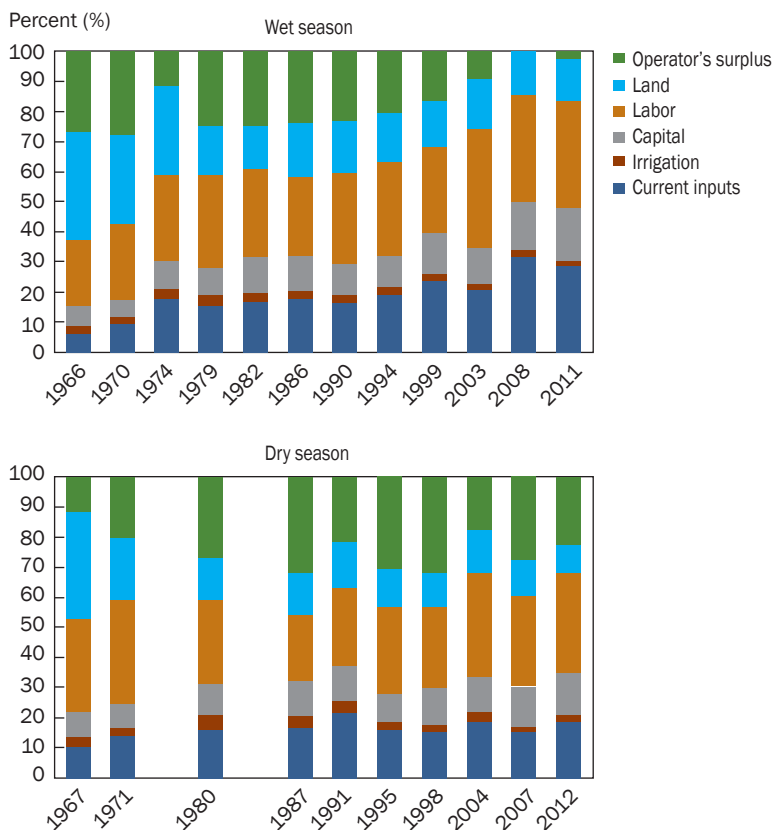 Percent (%)
Wet season
100
90
80
70
60
50
40
30
20
10
0
1966 1970 1974 1979 1982 1986 1990 1994 1999 2003 2008 2011
Operator's surplus
Land
Labor
Capital
Irrigation
Current inputs
Dry season
100
90
80
70
60
50
40
30
20
10
0
1967 1971 1980 1987 1991 1995 1998 2004 2007 2012